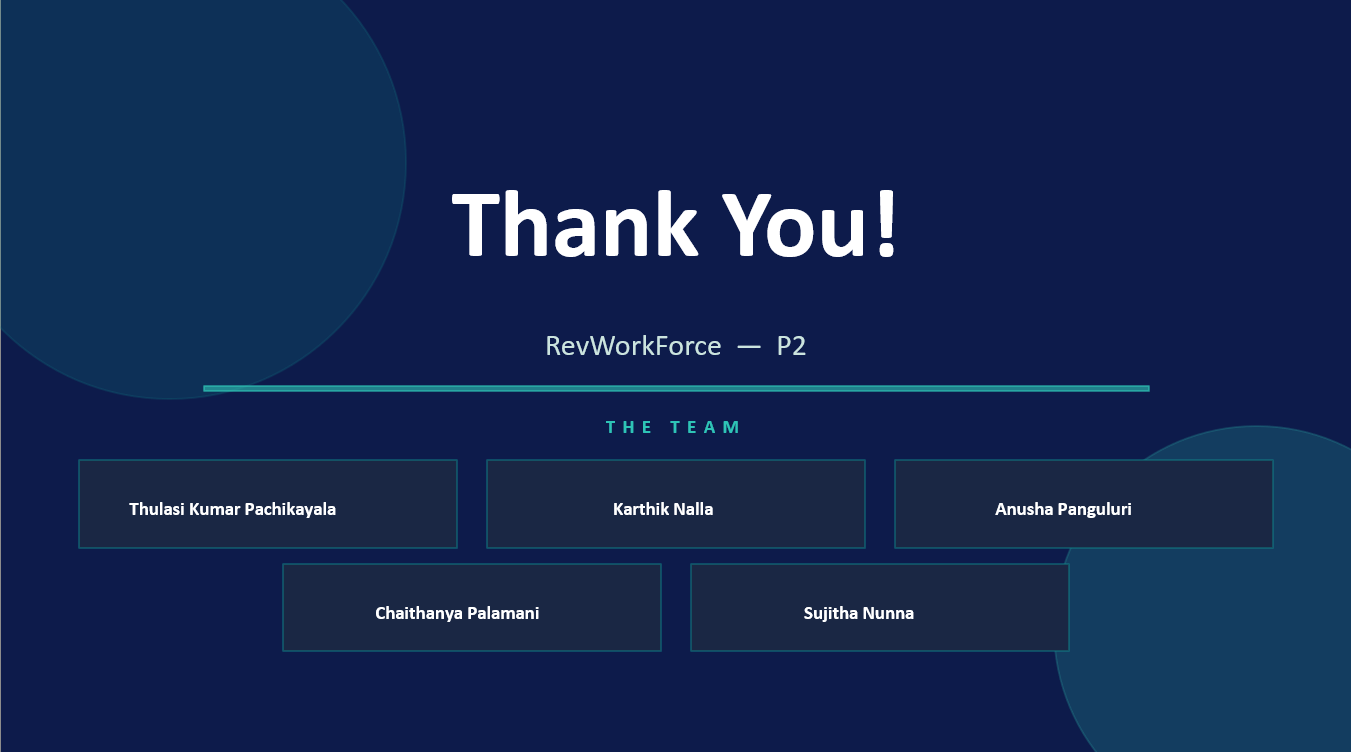 Thank You!
RevWorkForce — P2
THE TEAM
Thulasi Kumar Pachikayala
Karthik Nalla
Anusha Panguluri
Chaithanya Palamani
Sujitha Nunna